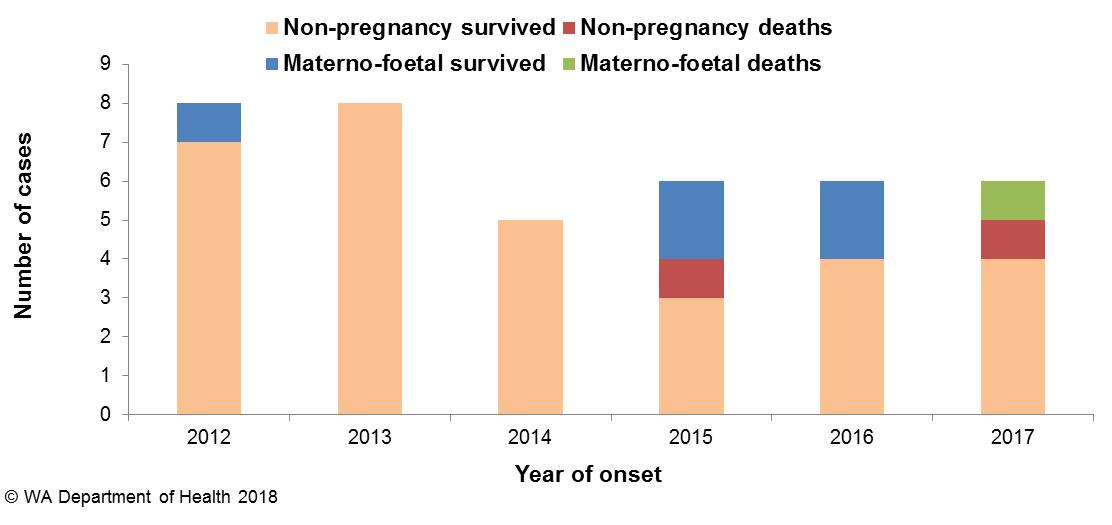 Non-pregnancy survived Non-pregnancy deaths
Materno-foetal survived Materno-foetal deaths
Number of cases
9
8
7
6
5
4
3
2
1
0
2012 2013 2014 2015 2016 2017
Year of onset
© WA Department of Health 2018